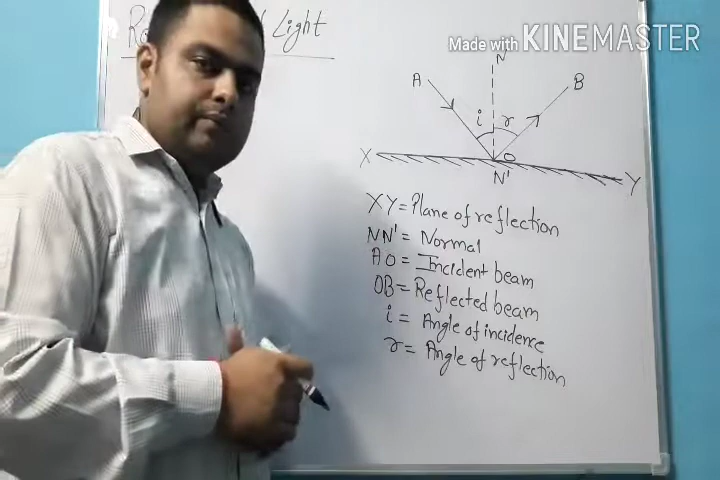 Light
Made with KINEMASTER
N
A
B
i
r
X
O
N'
Y
XY = Plane of reflection
NN' = Normal
AO = Incident beam
OB = Reflected beam
i = Angle of incidence
r = Angle of reflection